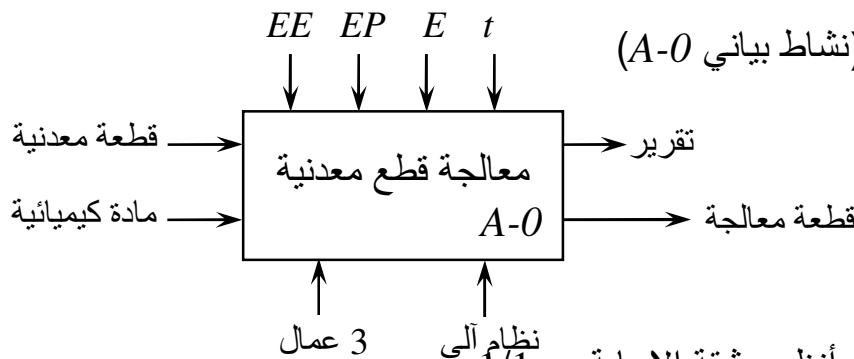 (نشاط بياني A-0)
EE EP E t
قطعة معدنية
تقرير
معالجة قطع معدنية
مادة كيميائية
A-0
قطعة معالجة
3 عمال
نظام آلي